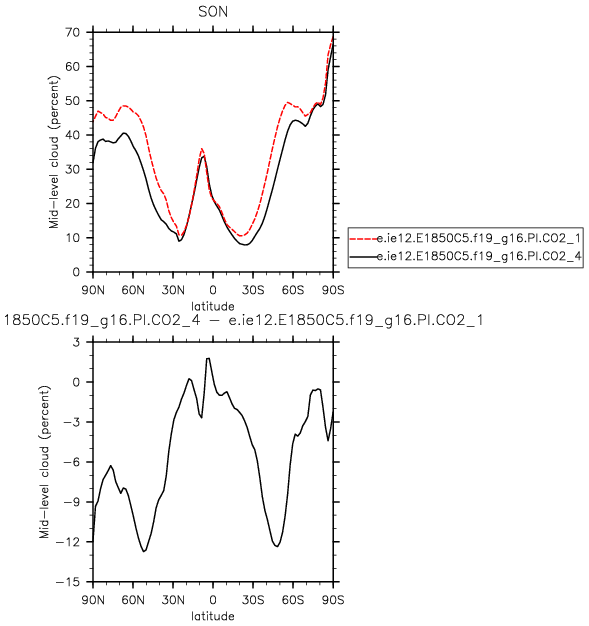 SON
70
60
50
40
30
20
10
0
Mid-level cloud (percent)
90N 60N 30N 0 30S 60S 90S
latitude
e.ie12.E1850C5.f19_g16.PI.CO2_1
e.ie12.E1850C5.f19_g16.PI.CO2_4
1850C5.f19_g16.PI.CO2_4 − e.ie12.E1850C5.f19_g16.PI.CO2_1
3
0
−3
−6
−9
−12
−15
Mid-level cloud (percent)
90N 60N 30N 0 30S 60S 90S
latitude